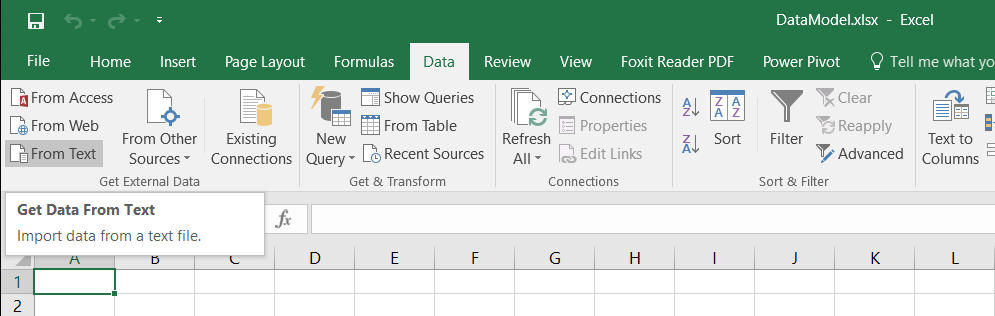 DataModel.xlsx - Excel
File Home Insert Page Layout Formulas Data Review View Foxit Reader PDF Power Pivot Tell me what yo
From Access
From Web
From Text
From Other
Sources
Existing
Connections
Get External Data
New
Query
Show Queries
From Table
Recent Sources
Get & Transform
Refresh
All
Connections
Properties
Edit Links
Connections
A
Z
Z
A
Z A
A Z
Sort
Filter
Clear
Reapply
Advanced
Sort & Filter
Text to
Columns
Get Data From Text
Import data from a text file.
fx
A B C D E F G H I J K L
1
2